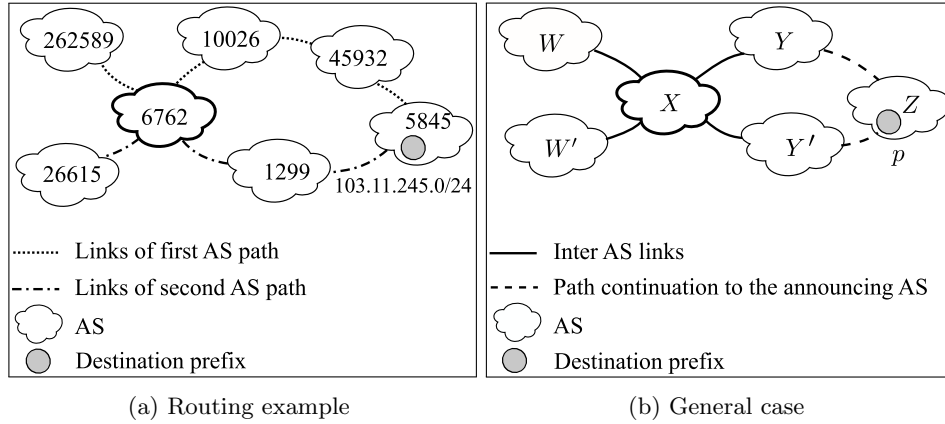 262589
10026
45932
6762
5845
26615
1299
103.11.245.0/24
Links of first AS path
Links of second AS path
AS
Destination prefix
(a) Routing example
W
Y
X
Z
W'
Y'
p
Inter AS links
Path continuation to the announcing AS
AS
Destination prefix
(b) General case